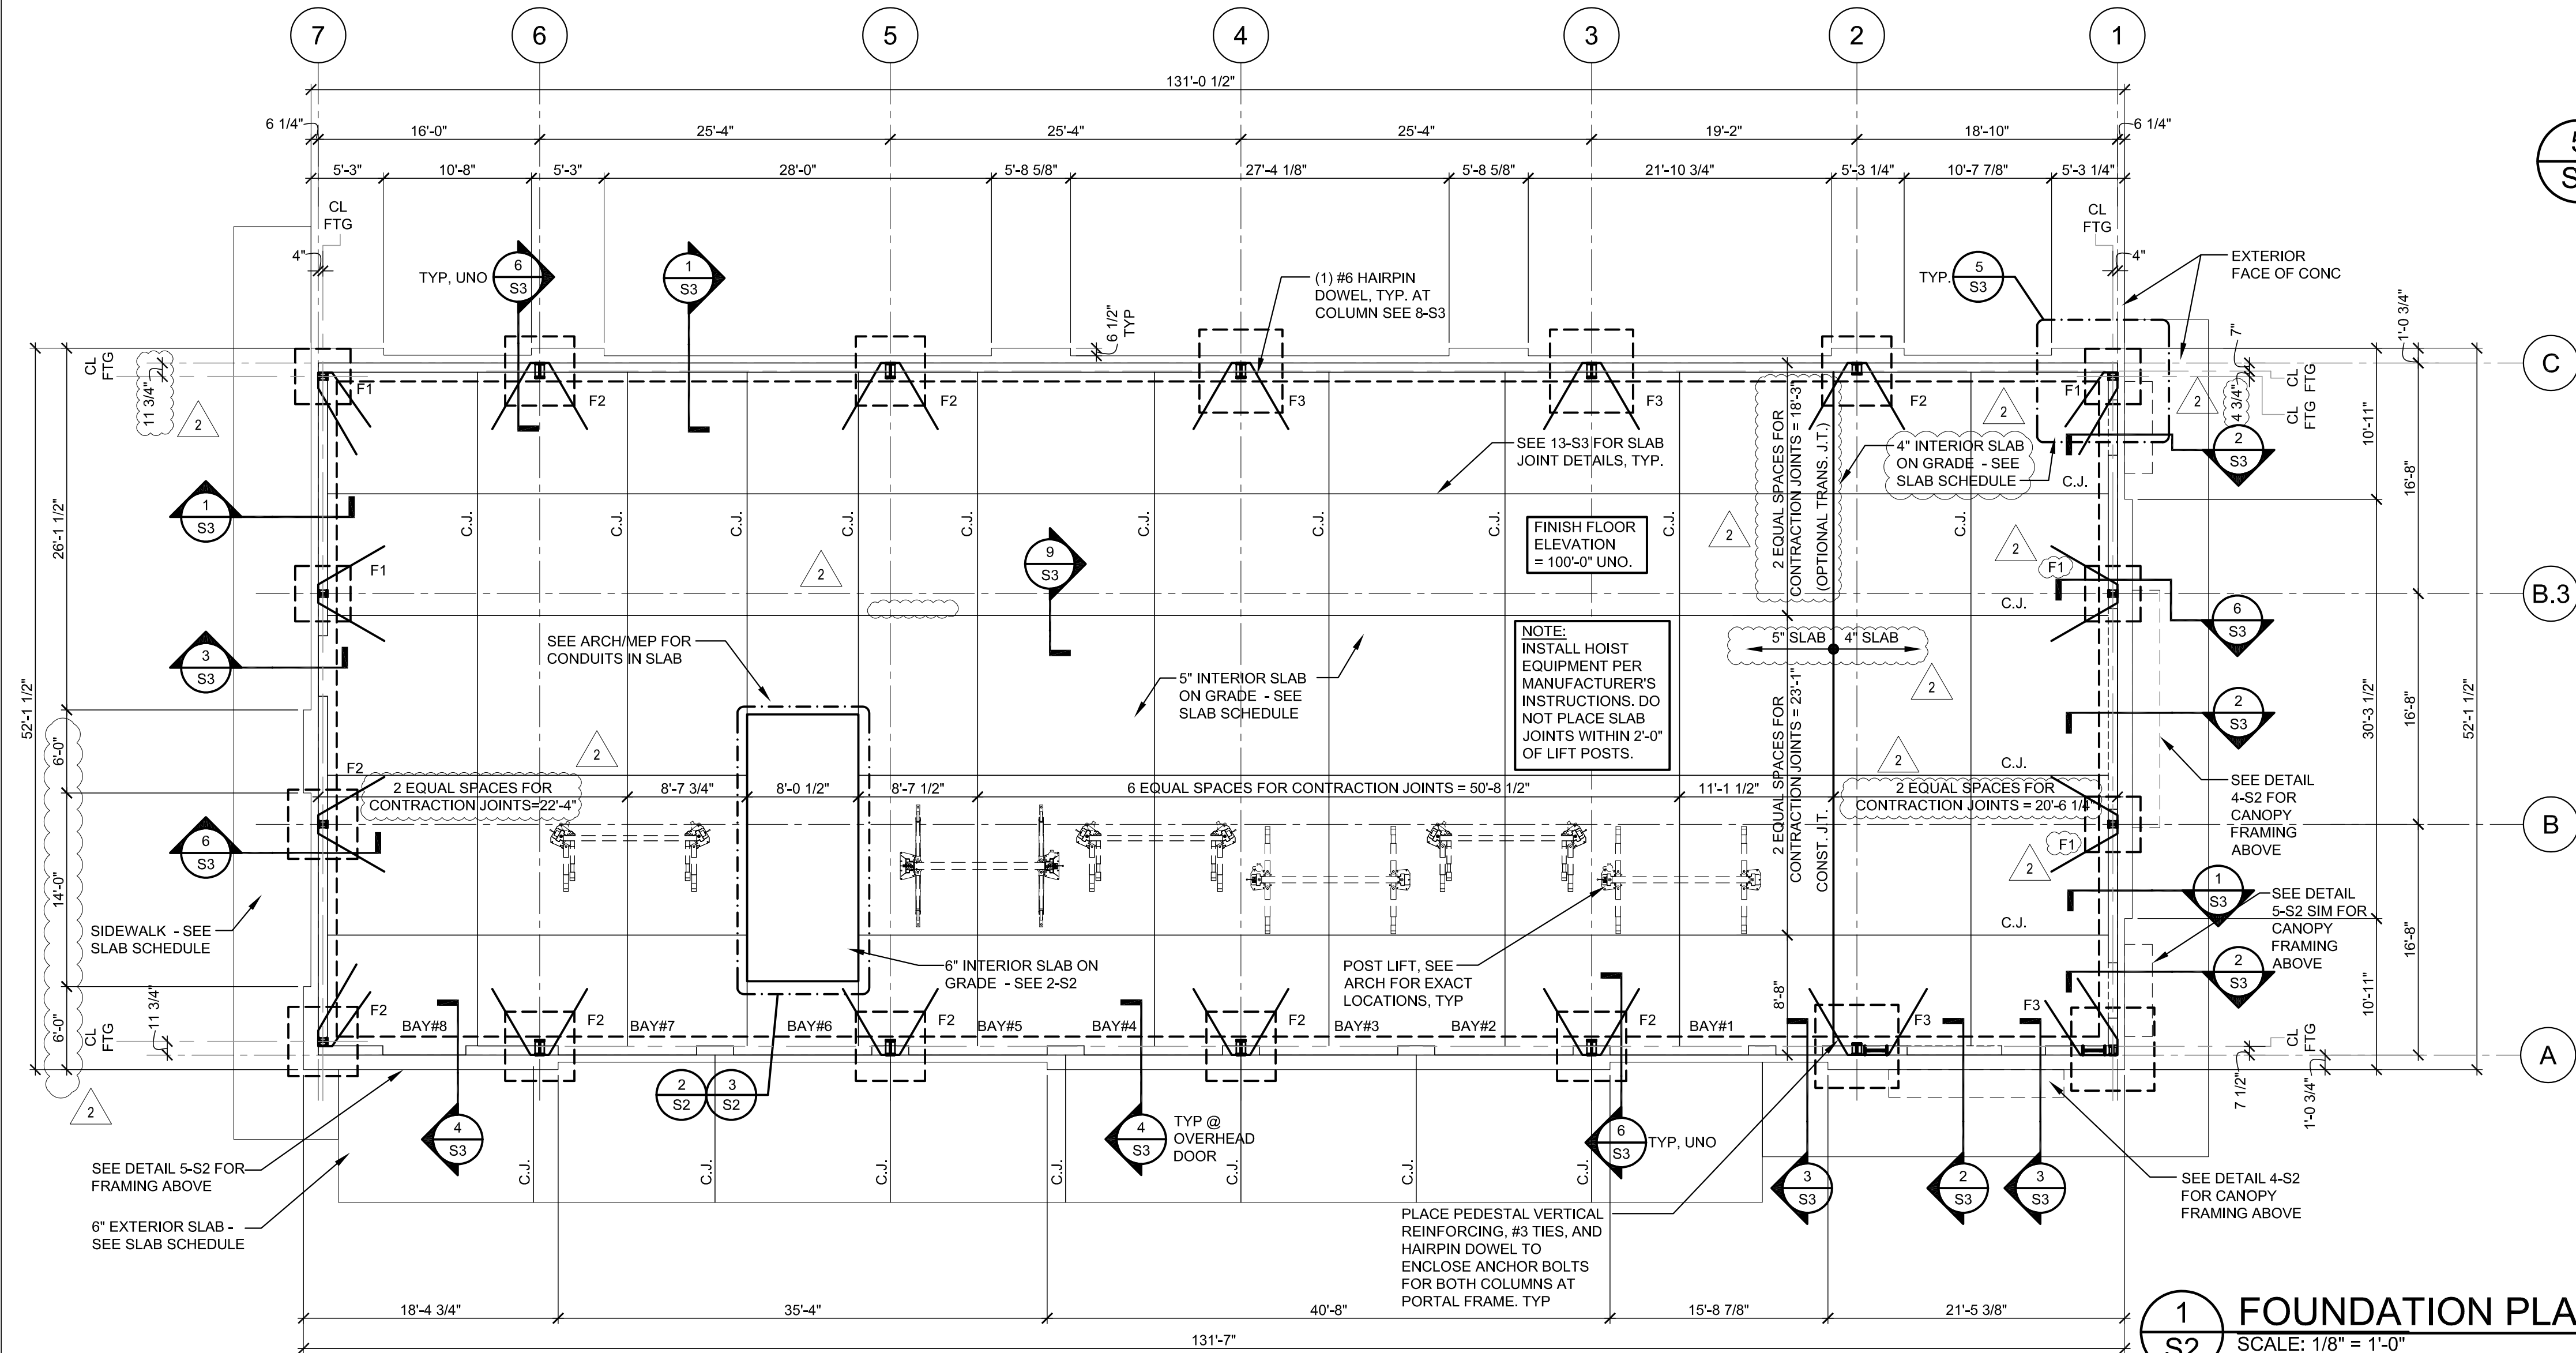 7
6
5
4
3
2
1
131'-0 1/2"
6 1/4"
16'-0"
25'-4"
25'-4"
25'-4"
19'-2"
18'-10"
6 1/4"
5'-3"
10'-8"
5'-3"
28'-0"
5'-8 5/8"
27'-4 1/8"
5'-8 5/8"
21'-10 3/4"
5'-3 1/4"
10'-7 7/8"
5'-3 1/4"
CL
FTG
4"
TYP, UNO
6
S3
1
S3
(1) #6 HAIRPIN
DOWEL, TYP. AT
COLUMN SEE 8-S3
6 1/2"
TYP
TYP.
5
S3
CL
FTG
4"
EXTERIOR
FACE OF CONC
1'-0 3/4"
7"
CL
FTG
CL
FTG
4 3/4"
C
CL
FTG
11 3/4"
2
F1
F2
F2
F3
F3
F2
F1
2
2
2
S3
SEE 13-S3 FOR SLAB
JOINT DETAILS, TYP.
2 EQUAL SPACES FOR
CONTRACTION JOINTS = 18'-3"
(OPTIONAL TRANS. J.T.)
4" INTERIOR SLAB
ON GRADE - SEE
SLAB SCHEDULE
C.J.
10'-11"
16'-8"
1
S3
26'-1 1/2"
C.J.
C.J.
C.J.
C.J.
C.J.
C.J.
C.J.
C.J.
C.J.
9
S3
2
FINISH FLOOR
ELEVATION
= 100'-0" UNO.
2
2
F1
F1
C.J.
B.3
6
S3
3
S3
SEE ARCH/MEP FOR
CONDUITS IN SLAB
5" INTERIOR SLAB
ON GRADE - SEE
SLAB SCHEDULE
NOTE:
INSTALL HOIST
EQUIPMENT PER
MANUFACTURER'S
INSTRUCTIONS. DO
NOT PLACE SLAB
JOINTS WITHIN 2'-0"
OF LIFT POSTS.
5" SLAB
4" SLAB
2
2
S3
30'-3 1/2"
16'-8"
52'-1 1/2"
52'-1 1/2"
6'-0"
2
F2
2 EQUAL SPACES FOR
CONTRACTION JOINTS=22'-4"
8'-7 3/4"
8'-0 1/2"
8'-7 1/2"
6 EQUAL SPACES FOR CONTRACTION JOINTS = 50'-8 1/2"
11'-1 1/2"
2 EQUAL SPACES FOR
CONTRACTION JOINTS = 23'-1"
CONST. J.T.
2
C.J.
2 EQUAL SPACES FOR
CONTRACTION JOINTS = 20'-6 1/4"
SEE DETAIL
4-S2 FOR
CANOPY
FRAMING
ABOVE
B
F1
2
6
S3
14'-0"
1
S3
SEE DETAIL
5-S2 SIM FOR
CANOPY
FRAMING
ABOVE
C.J.
SIDEWALK - SEE
SLAB SCHEDULE
6" INTERIOR SLAB ON
GRADE - SEE 2-S2
POST LIFT, SEE
ARCH FOR EXACT
LOCATIONS, TYP
2
S3
10'-11"
16'-8"
8'-8"
6'-0"
CL
FTG
11 3/4"
F2
BAY#8
F2
BAY#7
BAY#6
F2
BAY#5
BAY#4
F2
BAY#3
BAY#2
F2
BAY#1
F3
F3
CL
FTG
7 1/2"
1'-0 3/4"
A
2
2
S2
3
S2
4
S3
4
S3
TYP @
OVERHEAD
DOOR
6
S3
TYP, UNO
C.J.
C.J.
C.J.
C.J.
C.J.
C.J.
C.J.
3
S3
2
S3
3
S3
SEE DETAIL 5-S2 FOR
FRAMING ABOVE
6" EXTERIOR SLAB -
SEE SLAB SCHEDULE
PLACE PEDESTAL VERTICAL
REINFORCING, #3 TIES, AND
HAIRPIN DOWEL TO
ENCLOSE ANCHOR BOLTS
FOR BOTH COLUMNS AT
PORTAL FRAME. TYP
SEE DETAIL 4-S2
FOR CANOPY
FRAMING ABOVE
18'-4 3/4"
35'-4"
40'-8"
15'-8 7/8"
21'-5 3/8"
131'-7"
1
S2
FOUNDATION PLA
SCALE: 1/8" = 1'-0"